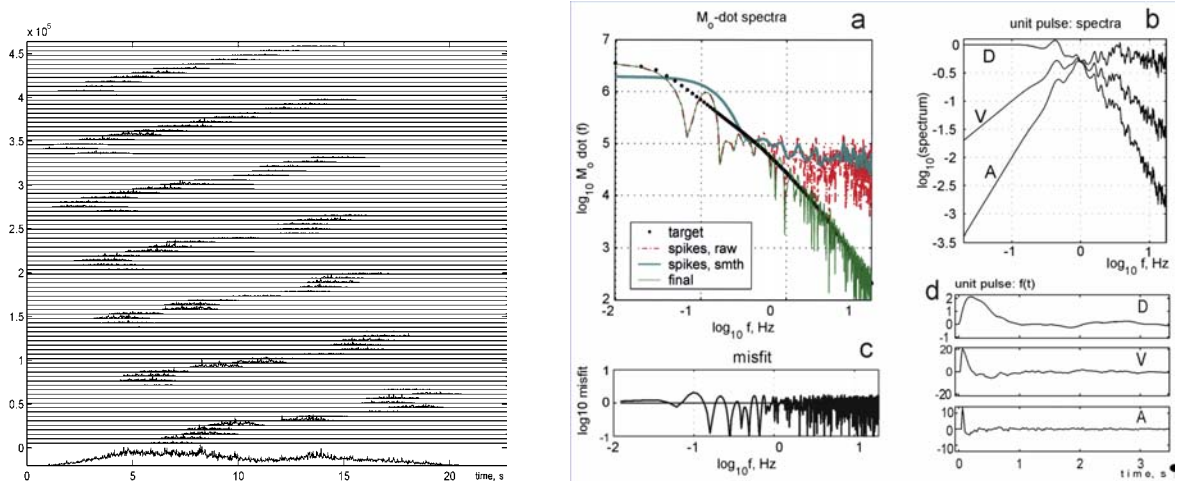 x 10⁵
4.5
4
3.5
3
2.5
2
1.5
1
0.5
0
0 5 10 15 20
time, s
Mₒ-dot spectra
a
7
6
5
4
3
2
log₁₀ Mₒ dot (f)
target
spikes, raw
spikes, smth
final
-2 -1 0 1
log₁₀ f, Hz
unit pulse: spectra
b
0
-0.5
-1
-1.5
-2
-2.5
-3
-3.5
log₁₀(spectrum)
D
V
A
-1 0 1
log₁₀ f, Hz
misfit
c
1
0
-1
log10 misfit
-2 -1 0 1
log₁₀f, Hz
d
unit pulse: f(t)
2
1
0
-1
D
20
0
-20
V
10
0
-10
A
0 1 2 3
time, s